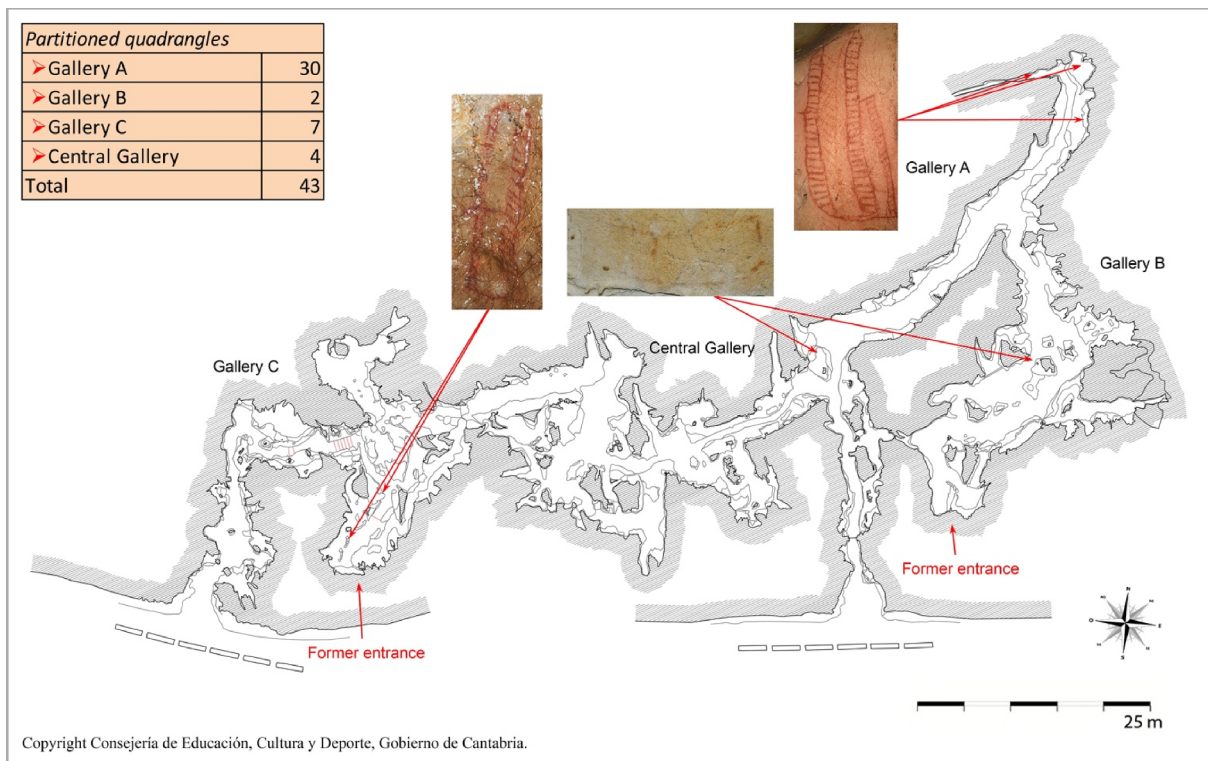 Partitioned quadrangles
➢Gallery A 30
➢Gallery B 2
➢Gallery C 7
➢Central Gallery 4
Total 43
Gallery A
Gallery B
Central Gallery
Gallery C
Former entrance
Former entrance
N
E
S
O
25 m
Copyright Consejería de Educación, Cultura y Deporte, Gobierno de Cantabria.